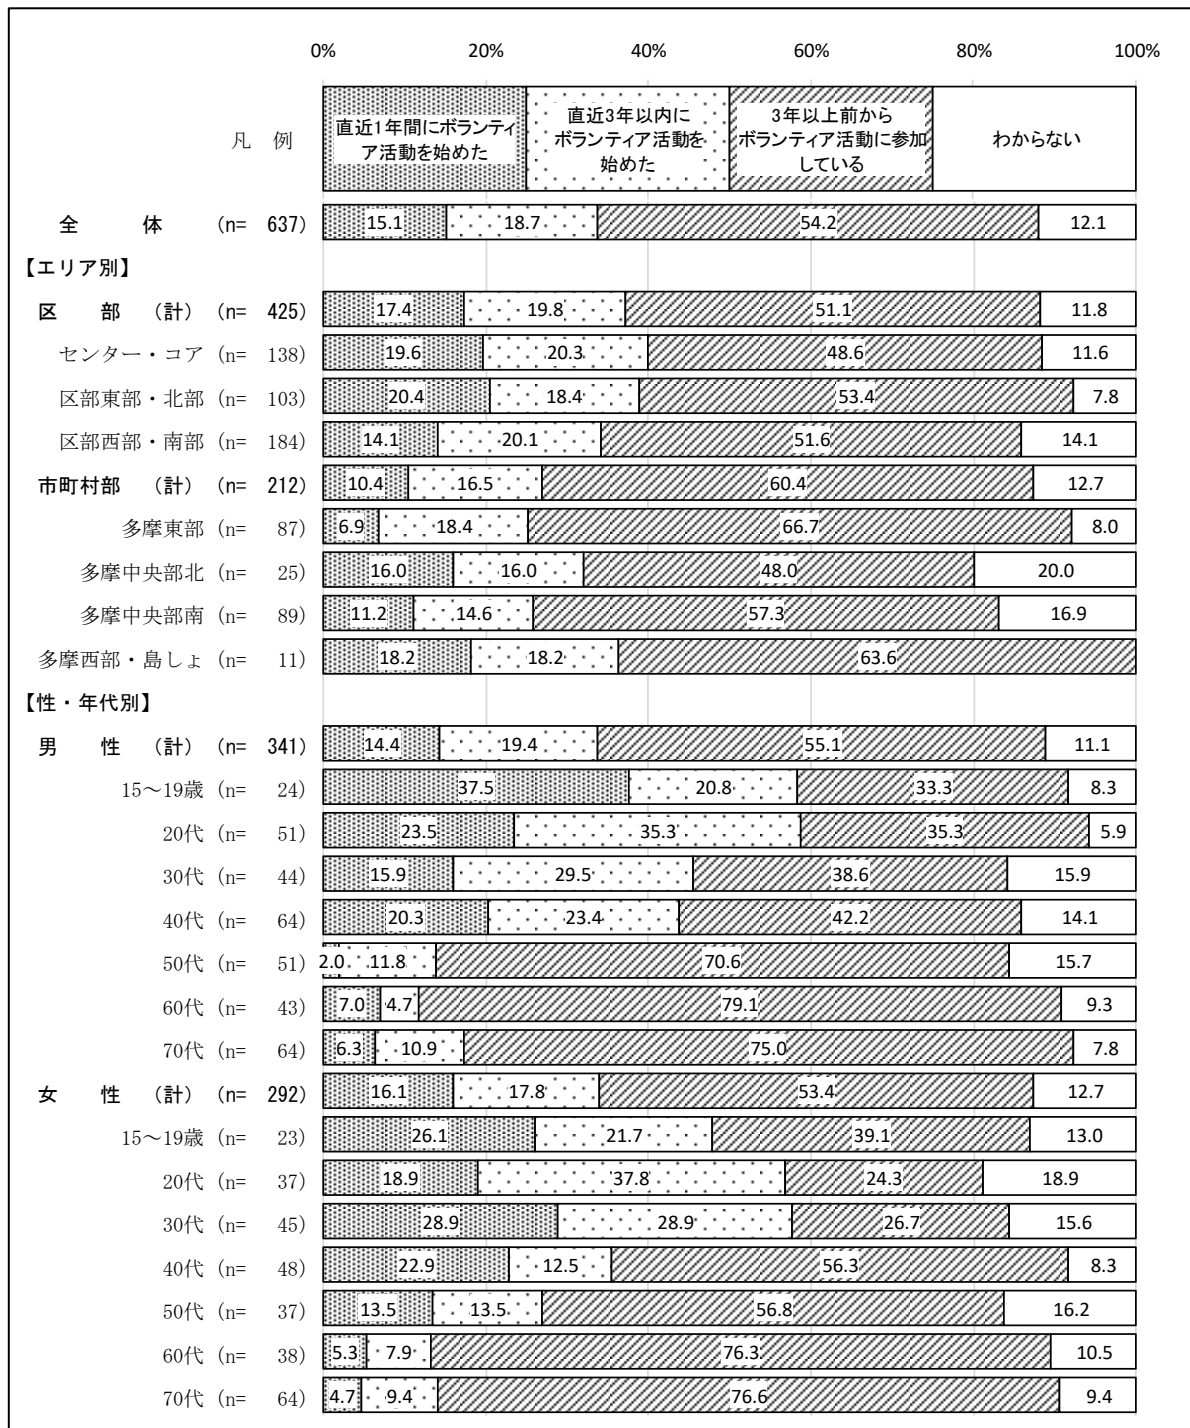 0% 20% 40% 60% 80% 100%
凡 例
直近1年間にボランティ
ア活動を始めた
直近3年以内に
ボランティア活動を
始めた
3年以上前から
ボランティア活動に参加
している
わからない
全 体 (n= 637) 15.1 18.7 54.2 12.1
【エリア別】
区 部 (計) (n= 425) 17.4 19.8 51.1 11.8
センター・コア (n= 138) 19.6 20.3 48.6 11.6
区部東部・北部 (n= 103) 20.4 18.4 53.4 7.8
区部西部・南部 (n= 184) 14.1 20.1 51.6 14.1
市町村部 (計) (n= 212) 10.4 16.5 60.4 12.7
多摩東部 (n= 87) 6.9 18.4 66.7 8.0
多摩中央部北 (n= 25) 16.0 16.0 48.0 20.0
多摩中央部南 (n= 89) 11.2 14.6 57.3 16.9
多摩西部・島しょ (n= 11) 18.2 18.2 63.6
【性・年代別】
男 性 (計) (n= 341) 14.4 19.4 55.1 11.1
15～19歳 (n= 24) 37.5 20.8 33.3 8.3
20代 (n= 51) 23.5 35.3 35.3 5.9
30代 (n= 44) 15.9 29.5 38.6 15.9
40代 (n= 64) 20.3 23.4 42.2 14.1
50代 (n= 51) 2.0 11.8 70.6 15.7
60代 (n= 43) 7.0 4.7 79.1 9.3
70代 (n= 64) 6.3 10.9 75.0 7.8
女 性 (計) (n= 292) 16.1 17.8 53.4 12.7
15～19歳 (n= 23) 26.1 21.7 39.1 13.0
20代 (n= 37) 18.9 37.8 24.3 18.9
30代 (n= 45) 28.9 28.9 26.7 15.6
40代 (n= 48) 22.9 12.5 56.3 8.3
50代 (n= 37) 13.5 13.5 56.8 16.2
60代 (n= 38) 5.3 7.9 76.3 10.5
70代 (n= 64) 4.7 9.4 76.6 9.4